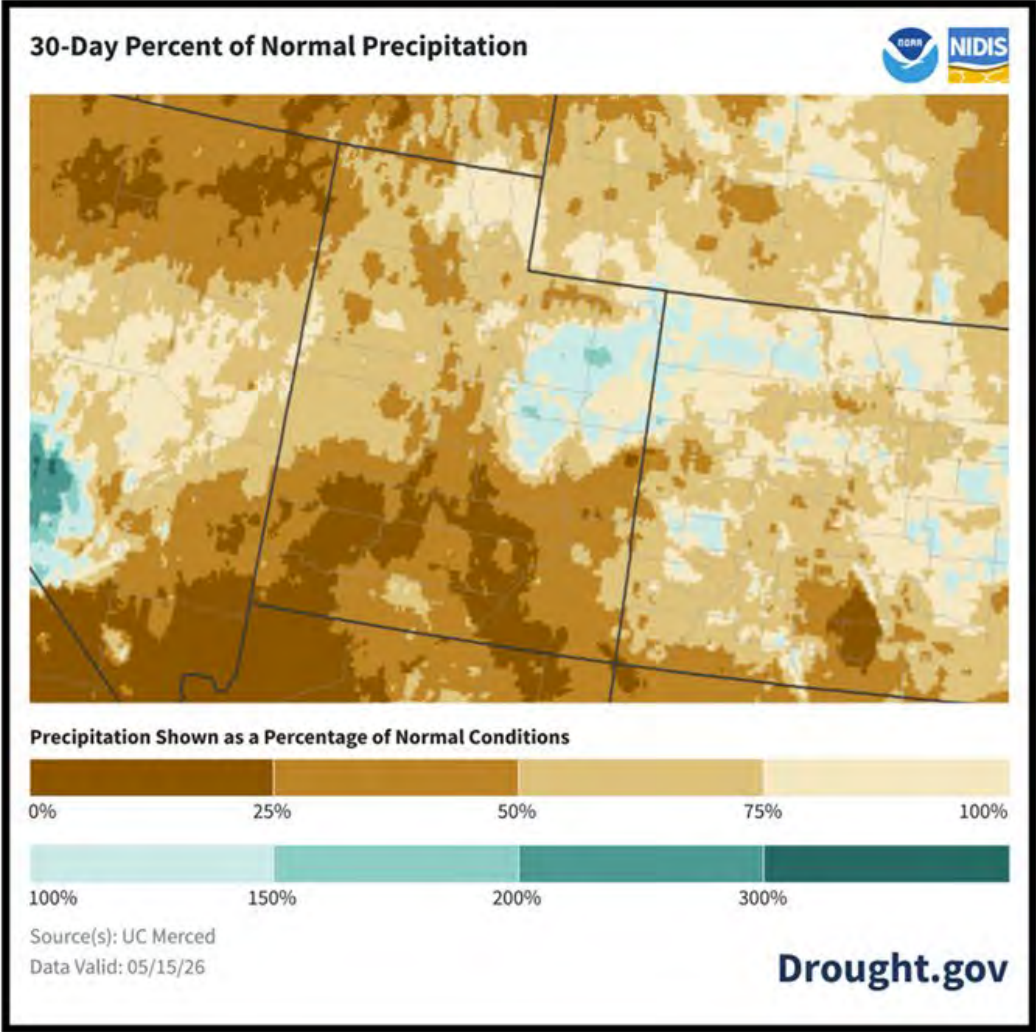 30-Day Percent of Normal Precipitation
NOAA
NIDIS
Precipitation Shown as a Percentage of Normal Conditions
0% 25% 50% 75% 100%
100% 150% 200% 300%
Source(s): UC Merced
Data Valid: 05/15/26
Drought.gov